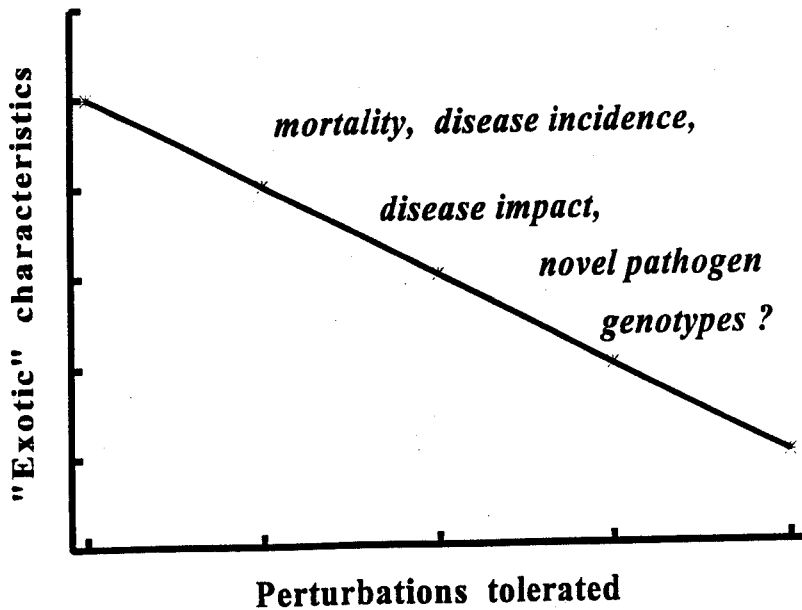 "Exotic" characteristics
mortality, disease incidence,
disease impact,
novel pathogen
genotypes ?
Perturbations tolerated